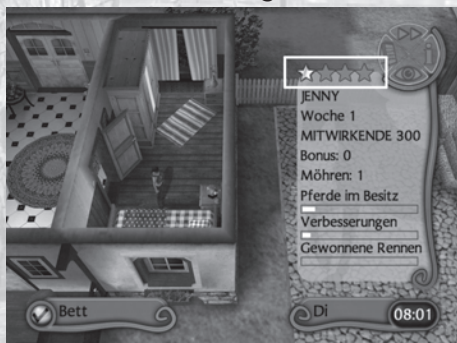 JENNY
Woche 1
MITWIRKENDE 300
Bonus: 0
Möhren: 1
Pferde im Besitz
Verbesserungen
Gewonnene Rennen
Bett
Di
08:01